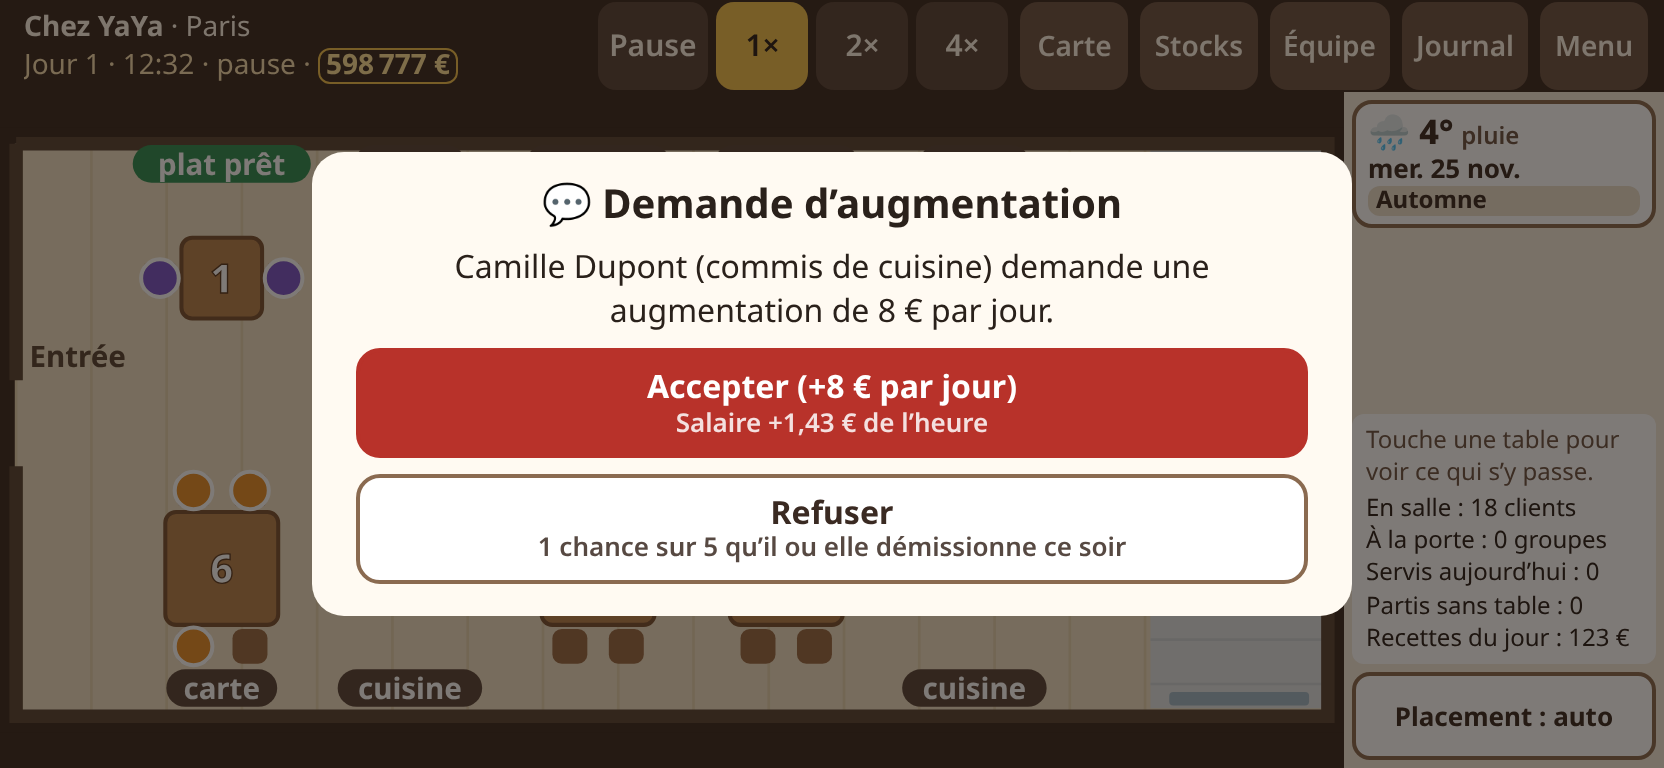 Chez YaYa · Paris
Jour 1 · 12:32 · pause · 598 777 €
Pause
1×
2×
4×
Carte
Stocks
Équipe
Journal
Menu
plat prêt
1
Entrée
6
carte
cuisine
cuisine
💬 Demande d’augmentation
Camille Dupont (commis de cuisine) demande une
augmentation de 8 € par jour.
Accepter (+8 € par jour)
Salaire +1,43 € de l’heure
Refuser
1 chance sur 5 qu’il ou elle démissionne ce soir
4° pluie
mer. 25 nov.
Automne
Touche une table pour
voir ce qui s’y passe.
En salle : 18 clients
À la porte : 0 groupes
Servis aujourd’hui : 0
Partis sans table : 0
Recettes du jour : 123 €
Placement : auto